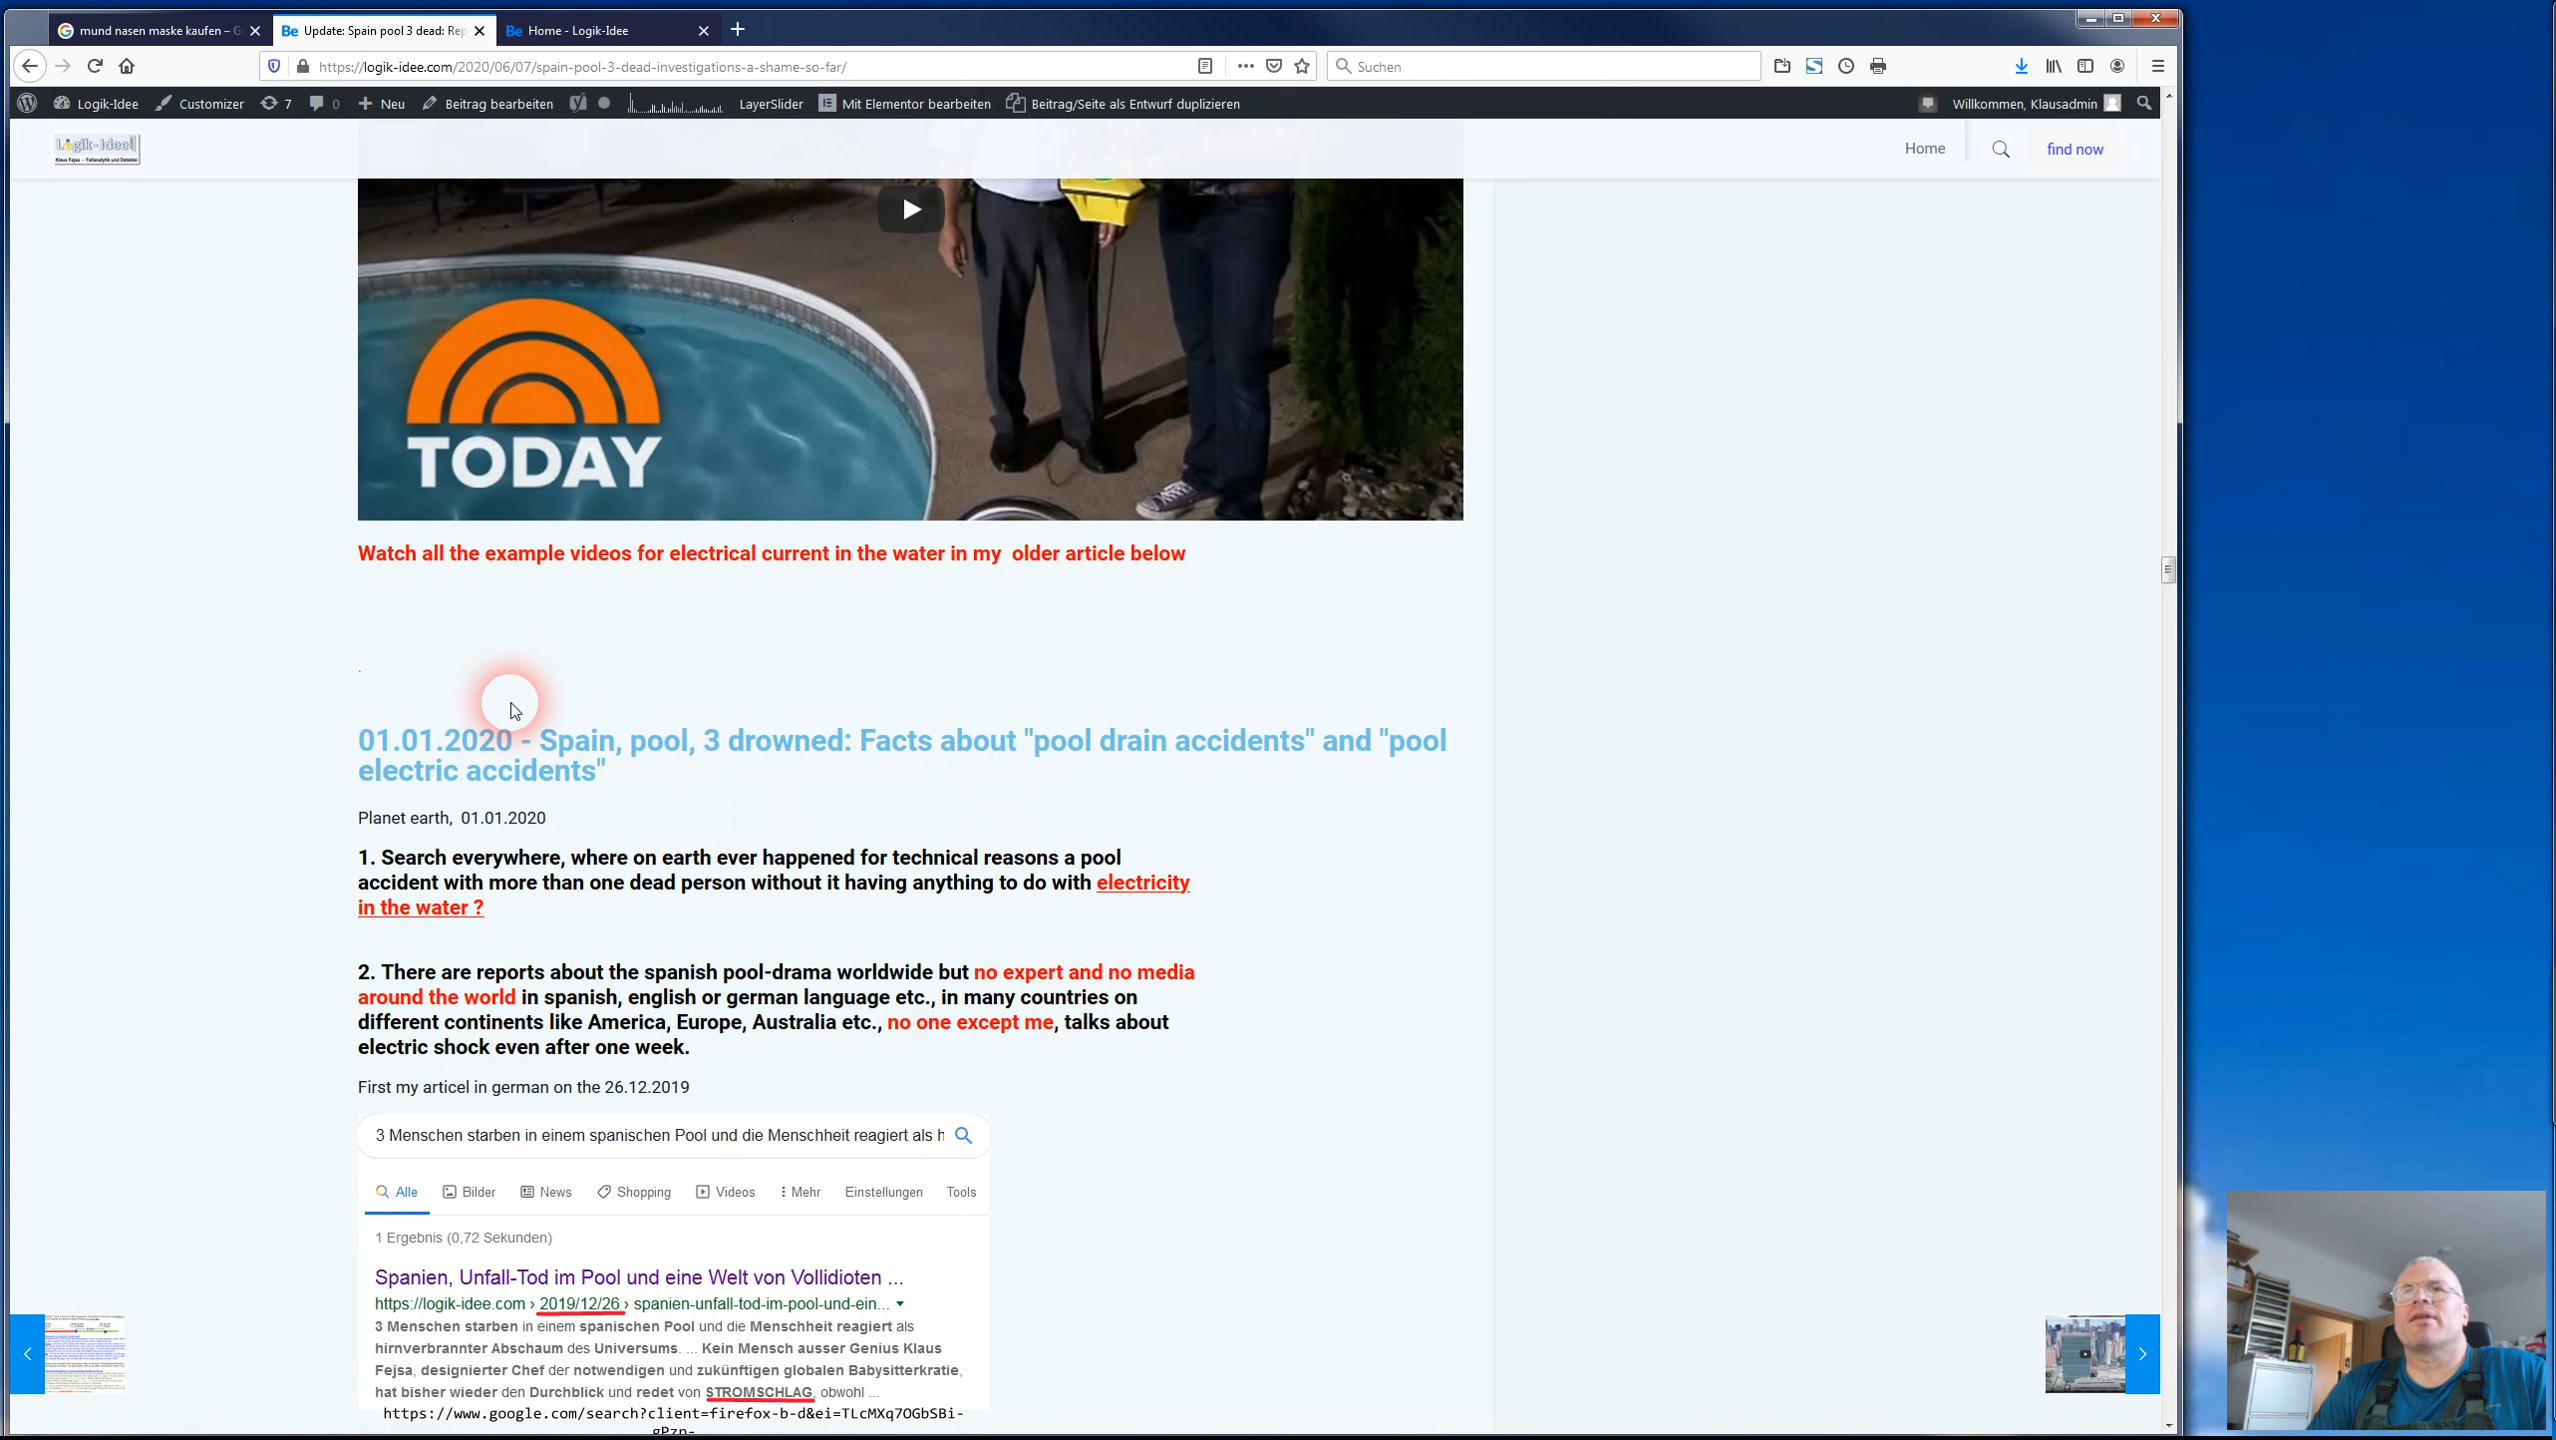 mund nasen maske kaufen – G
Update: Spain pool 3 dead: Rep
Home - Logik-Idee
https://logik-idee.com/2020/06/07/spain-pool-3-dead-investigations-a-shame-so-far/
Suchen
Logik-Idee
Customizer
7
0
Neu
Beitrag bearbeiten
LayerSlider
Mit Elementor bearbeiten
Beitrag/Seite als Entwurf duplizieren
Willkommen, Klausadmin
Logik-Idee!
Klaus Fejsa - Fallanalytik und Detektei
Home
find now
TODAY
Watch all the example videos for electrical current in the water in my older article below
.
01.01.2020 - Spain, pool, 3 drowned: Facts about "pool drain accidents" and "pool
electric accidents"
Planet earth, 01.01.2020
1. Search everywhere, where on earth ever happened for technical reasons a pool
accident with more than one dead person without it having anything to do with electricity
in the water ?
2. There are reports about the spanish pool-drama worldwide but no expert and no media
around the world in spanish, english or german language etc., in many countries on
different continents like America, Europe, Australia etc., no one except me, talks about
electric shock even after one week.
First my articel in german on the 26.12.2019
3 Menschen starben in einem spanischen Pool und die Menschheit reagiert als h
Alle
Bilder
News
Shopping
Videos
Mehr
Einstellungen
Tools
1 Ergebnis (0,72 Sekunden)
Spanien, Unfall-Tod im Pool und eine Welt von Vollidioten ...
https://logik-idee.com › 2019/12/26 › spanien-unfall-tod-im-pool-und-ein...
3 Menschen starben in einem spanischen Pool und die Menschheit reagiert als
hirnverbrannter Abschaum des Universums. ... Kein Mensch ausser Genius Klaus
Fejsa, designierter Chef der notwendigen und zukünftigen globalen Babysitterkratie,
hat bisher wieder den Durchblick und redet von STROMSCHLAG, obwohl ...
https://www.google.com/search?client=firefox-b-d&ei=TLcMXq7OGbSBi-
gPzp-